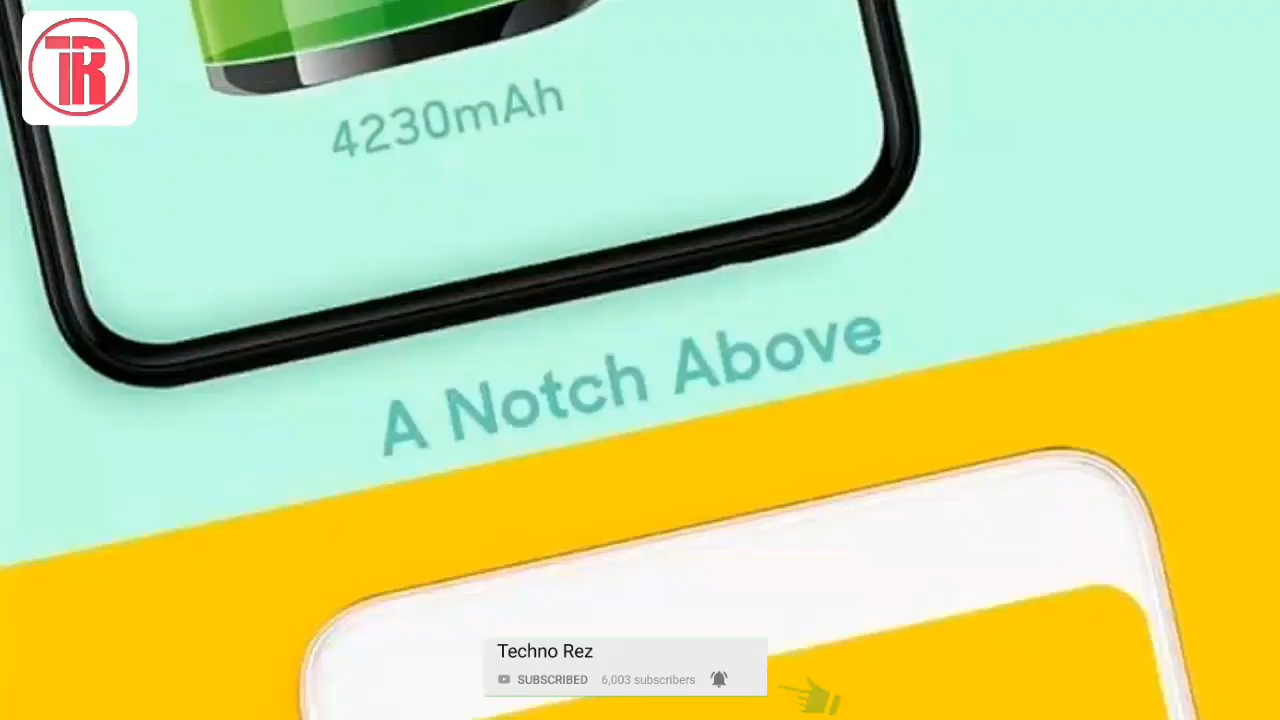 TR
4230mAh
A Notch Above
Techno Rez
SUBSCRIBED 6,003 subscribers